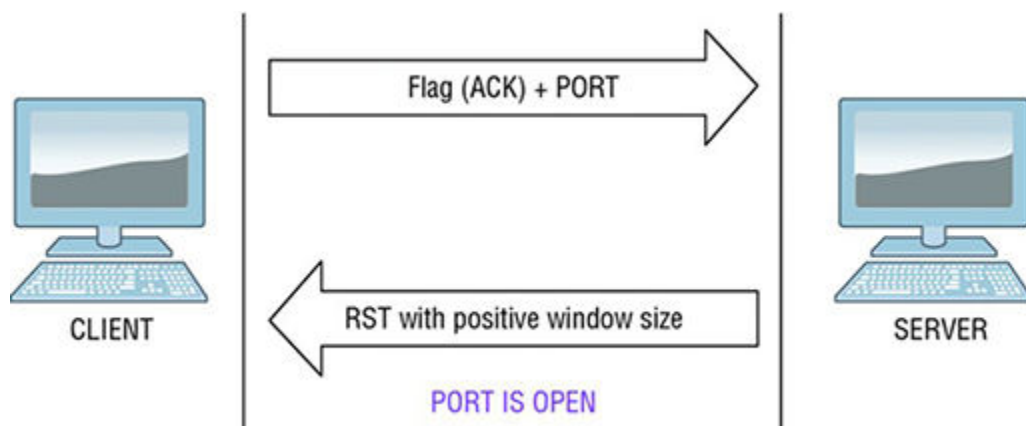 Flag (ACK) + PORT
RST with positive window size
CLIENT
SERVER
PORT IS OPEN